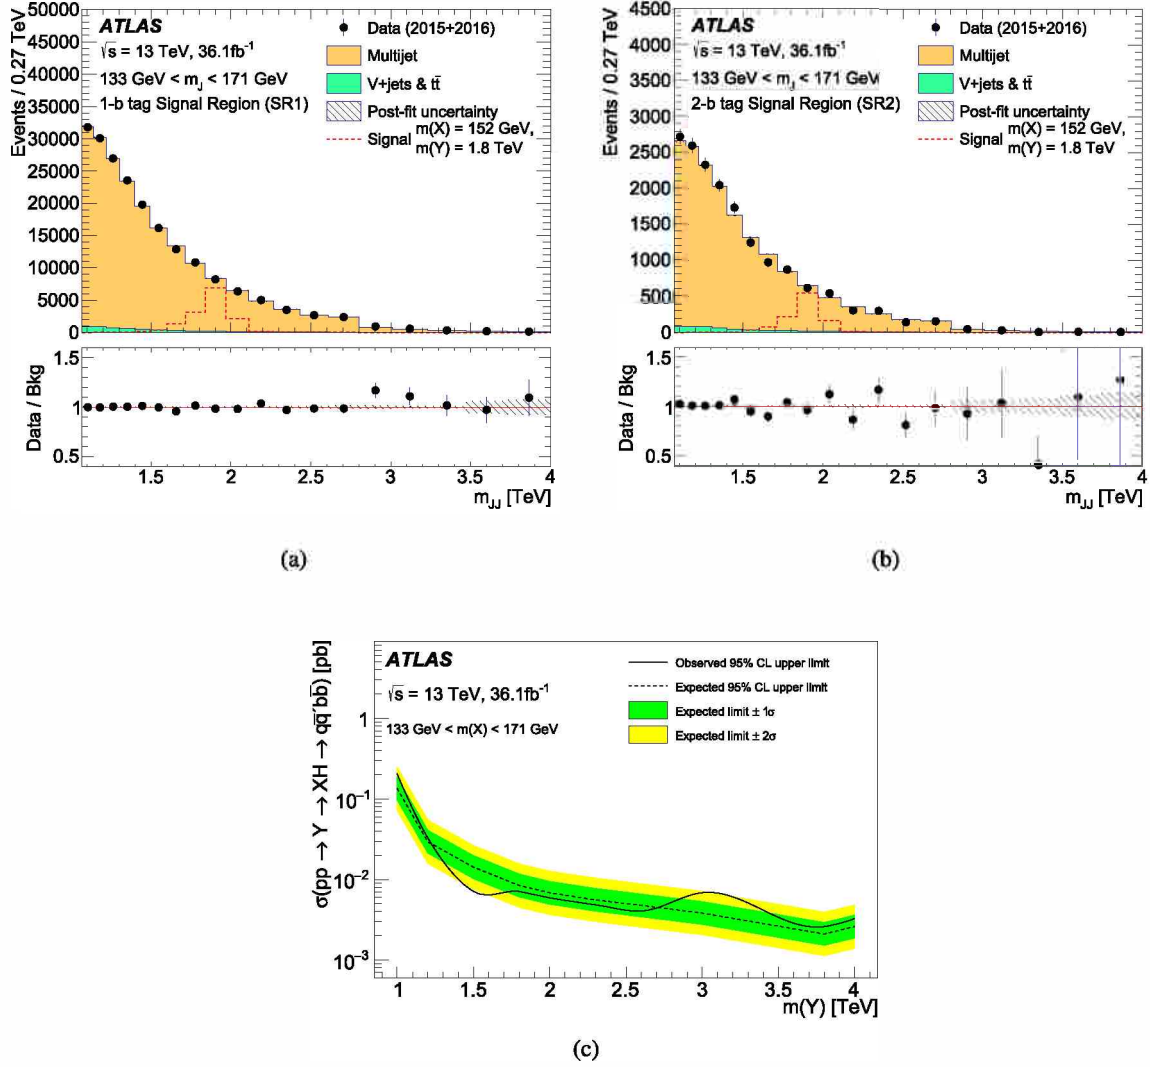 ATLAS
√s = 13 TeV, 36.1fb⁻¹
133 GeV < m_J < 171 GeV
1-b tag Signal Region (SR1)
Data (2015+2016)
Multijet
V+jets & tt̄
Post-fit uncertainty
Signal m(X) = 152 GeV,
m(Y) = 1.8 TeV
Events / 0.27 TeV
50000
45000
40000
35000
30000
25000
20000
15000
10000
5000
0
Data / Bkg
1.5
1
0.5
1.5 2 2.5 3 3.5 4
m_JJ [TeV]
(a)
ATLAS
√s = 13 TeV, 36.1fb⁻¹
133 GeV < m_J < 171 GeV
2-b tag Signal Region (SR2)
Data (2015+2016)
Multijet
V+jets & tt̄
Post-fit uncertainty
Signal m(X) = 152 GeV,
m(Y) = 1.8 TeV
Events / 0.27 TeV
4500
4000
3500
3000
2500
2000
1500
1000
500
0
Data / Bkg
1.5
1
0.5
1.5 2 2.5 3 3.5 4
m_JJ [TeV]
(b)
ATLAS
√s = 13 TeV, 36.1fb⁻¹
133 GeV < m(X) < 171 GeV
Observed 95% CL upper limit
Expected 95% CL upper limit
Expected limit ± 1σ
Expected limit ± 2σ
σ(pp → Y → XH → qq̄′bb̄) [pb]
1
10⁻¹
10⁻²
10⁻³
1 1.5 2 2.5 3 3.5 4
m(Y) [TeV]
(c)